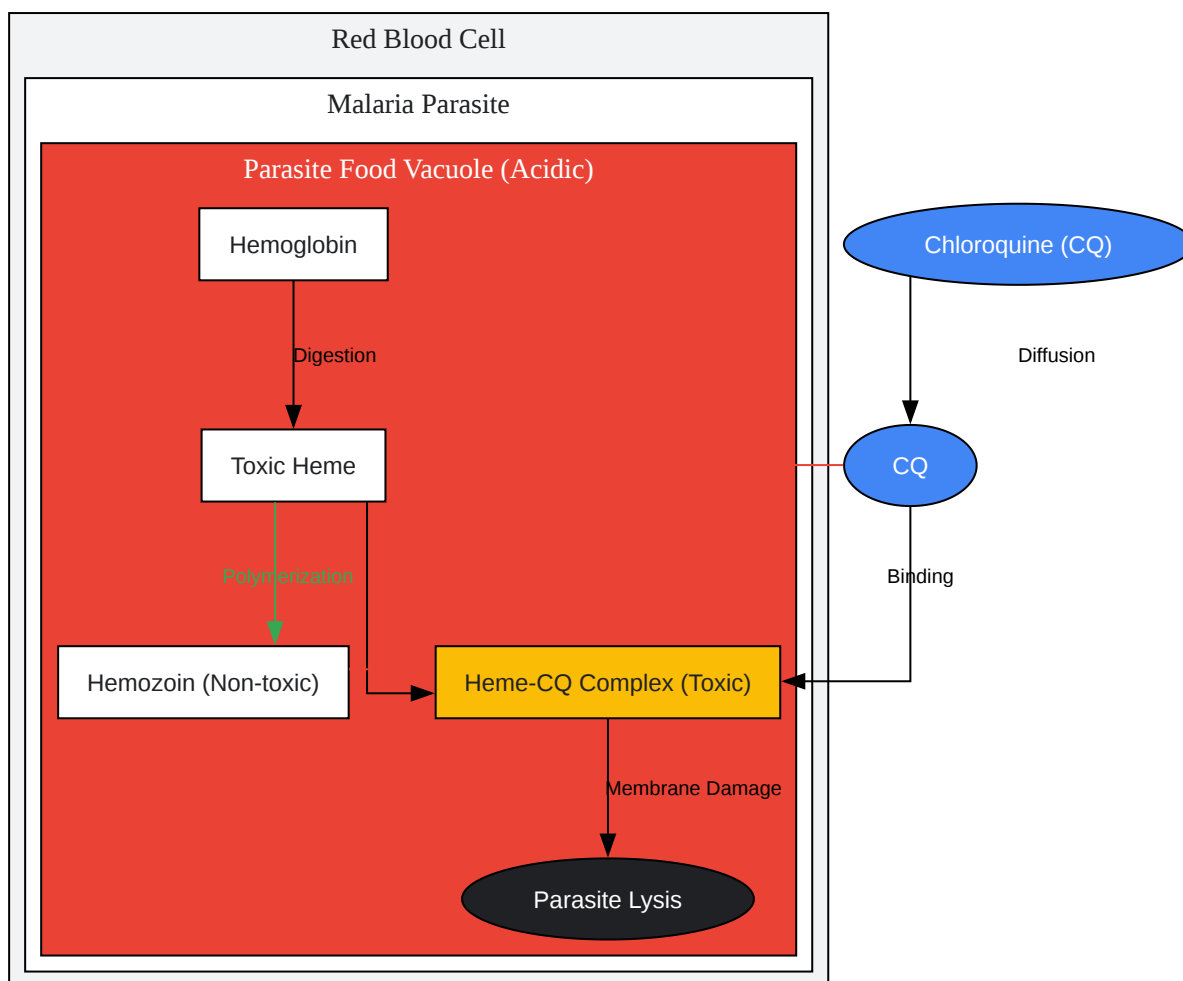 Red Blood Cell
Malaria Parasite
Parasite Food Vacuole (Acidic)
Hemoglobin
Chloroquine (CQ)
Digestion
Diffusion
Toxic Heme
CQ
Polymerization
Binding
Hemozoin (Non-toxic)
Heme-CQ Complex (Toxic)
Membrane Damage
Parasite Lysis